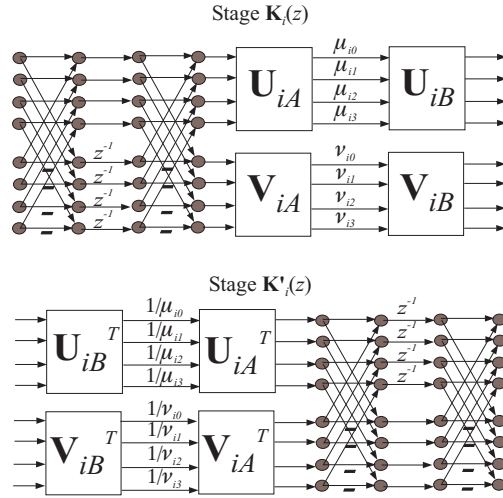 Stage K_i(z)
μ_i0
μ_i1
μ_i2
μ_i3
U_iA
U_iB
z^-1
z^-1
z^-1
z^-1
ν_i0
ν_i1
ν_i2
ν_i3
V_iA
V_iB
Stage K'_i(z)
1/μ_i0
1/μ_i1
1/μ_i2
1/μ_i3
U_iB^T
U_iA^T
z^-1
z^-1
z^-1
z^-1
1/ν_i0
1/ν_i1
1/ν_i2
1/ν_i3
V_iB^T
V_iA^T